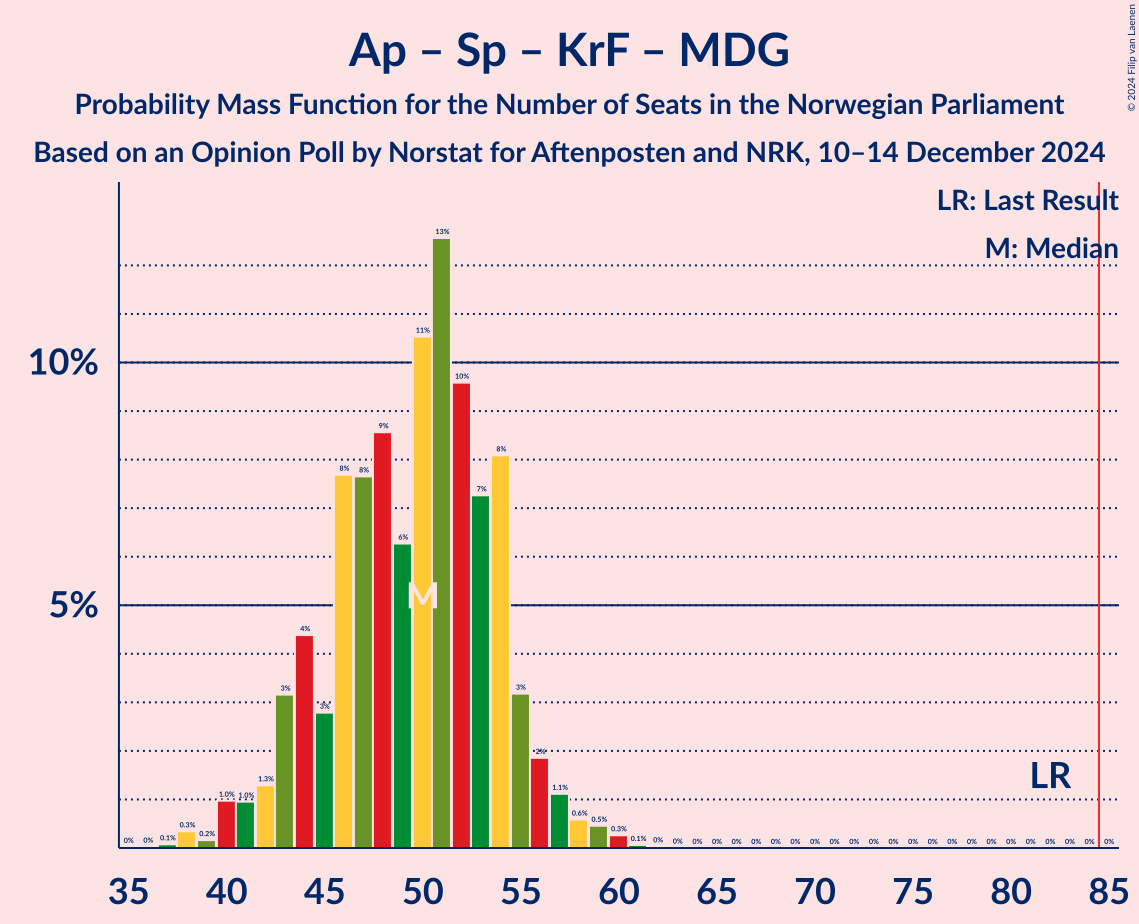 © 2024 Filip van Laenen
Ap – Sp – KrF – MDG
Probability Mass Function for the Number of Seats in the Norwegian Parliament
Based on an Opinion Poll by Norstat for Aftenposten and NRK, 10–14 December 2024
LR: Last Result
M: Median
10%
5%
0% 0% 0.1% 0.3% 0.2% 1.0% 1.0% 1.3% 3% 4% 3% 8% 8% 9% 6% 11% 13% 10% 7% 8% 3% 2% 1.1% 0.6% 0.5% 0.3% 0.1% 0% 0% 0% 0% 0% 0% 0% 0% 0% 0% 0% 0% 0% 0% 0% 0% 0% 0% 0% 0% 0% 0% 0% 0%
M
LR
35 40 45 50 55 60 65 70 75 80 85